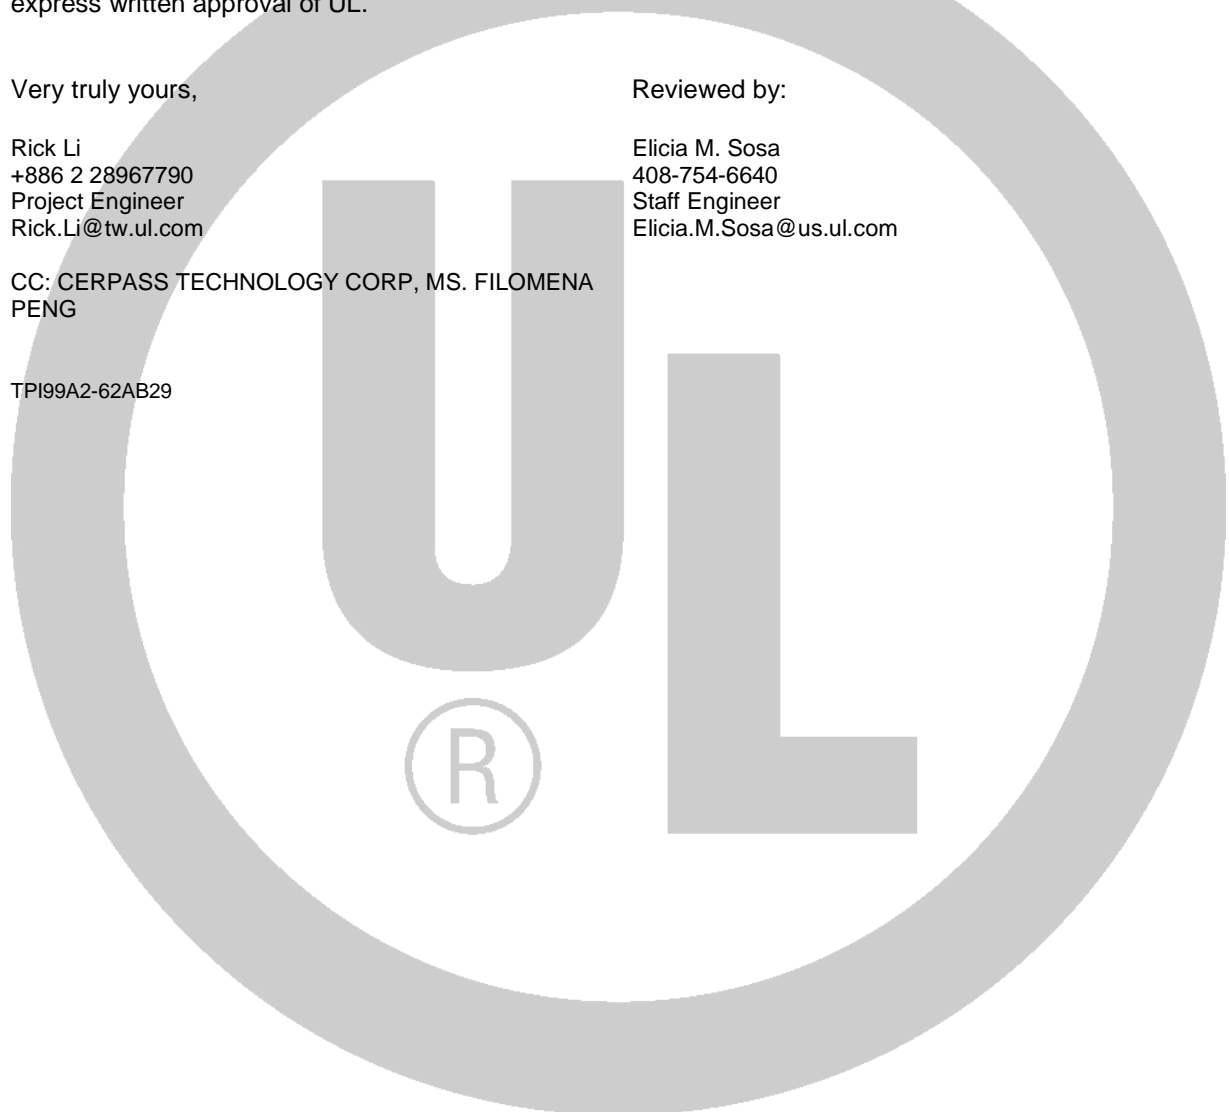 express written approval of UL.
Very truly yours,
Rick Li
+886 2 28967790
Project Engineer
Rick.Li@tw.ul.com
Reviewed by:
Elicia M. Sosa
408-754-6640
Staff Engineer
Elicia.M.Sosa@us.ul.com
CC: CERPASS TECHNOLOGY CORP, MS. FILOMENA
PENG
TPI99A2-62AB29
UL
®